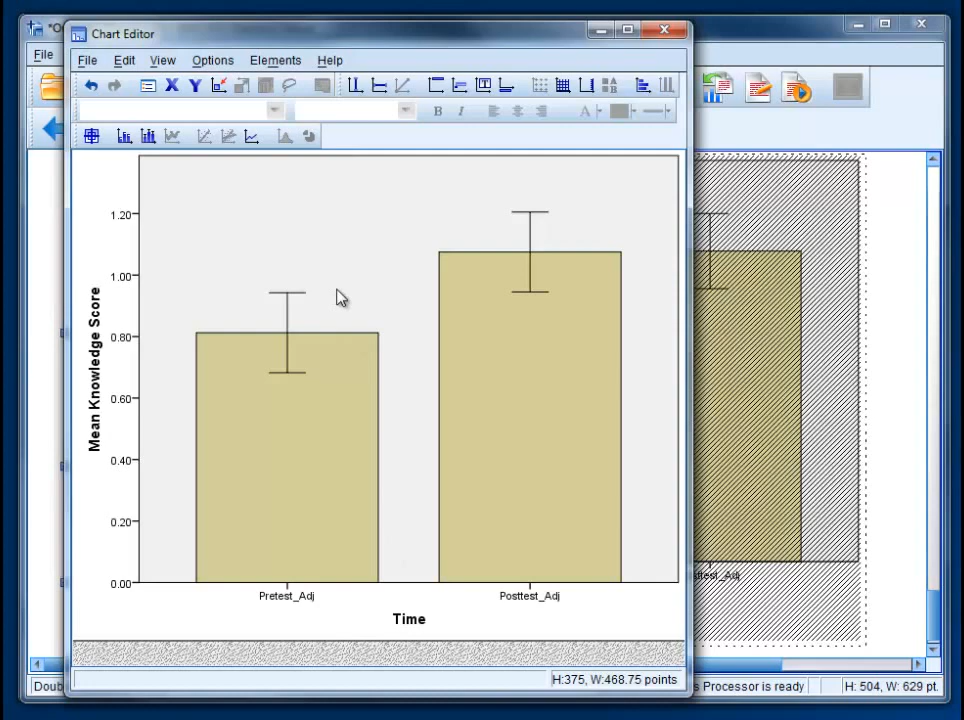 *O
Chart Editor
File
File Edit View Options Elements Help
X Y
B I A
1.20
1.00
0.80
0.60
0.40
0.20
0.00
Mean Knowledge Score
Pretest_Adj Posttest_Adj
Time
ttest_Adj
H:375, W:468.75 points
Doub
s Processor is ready H: 504, W: 629 pt.